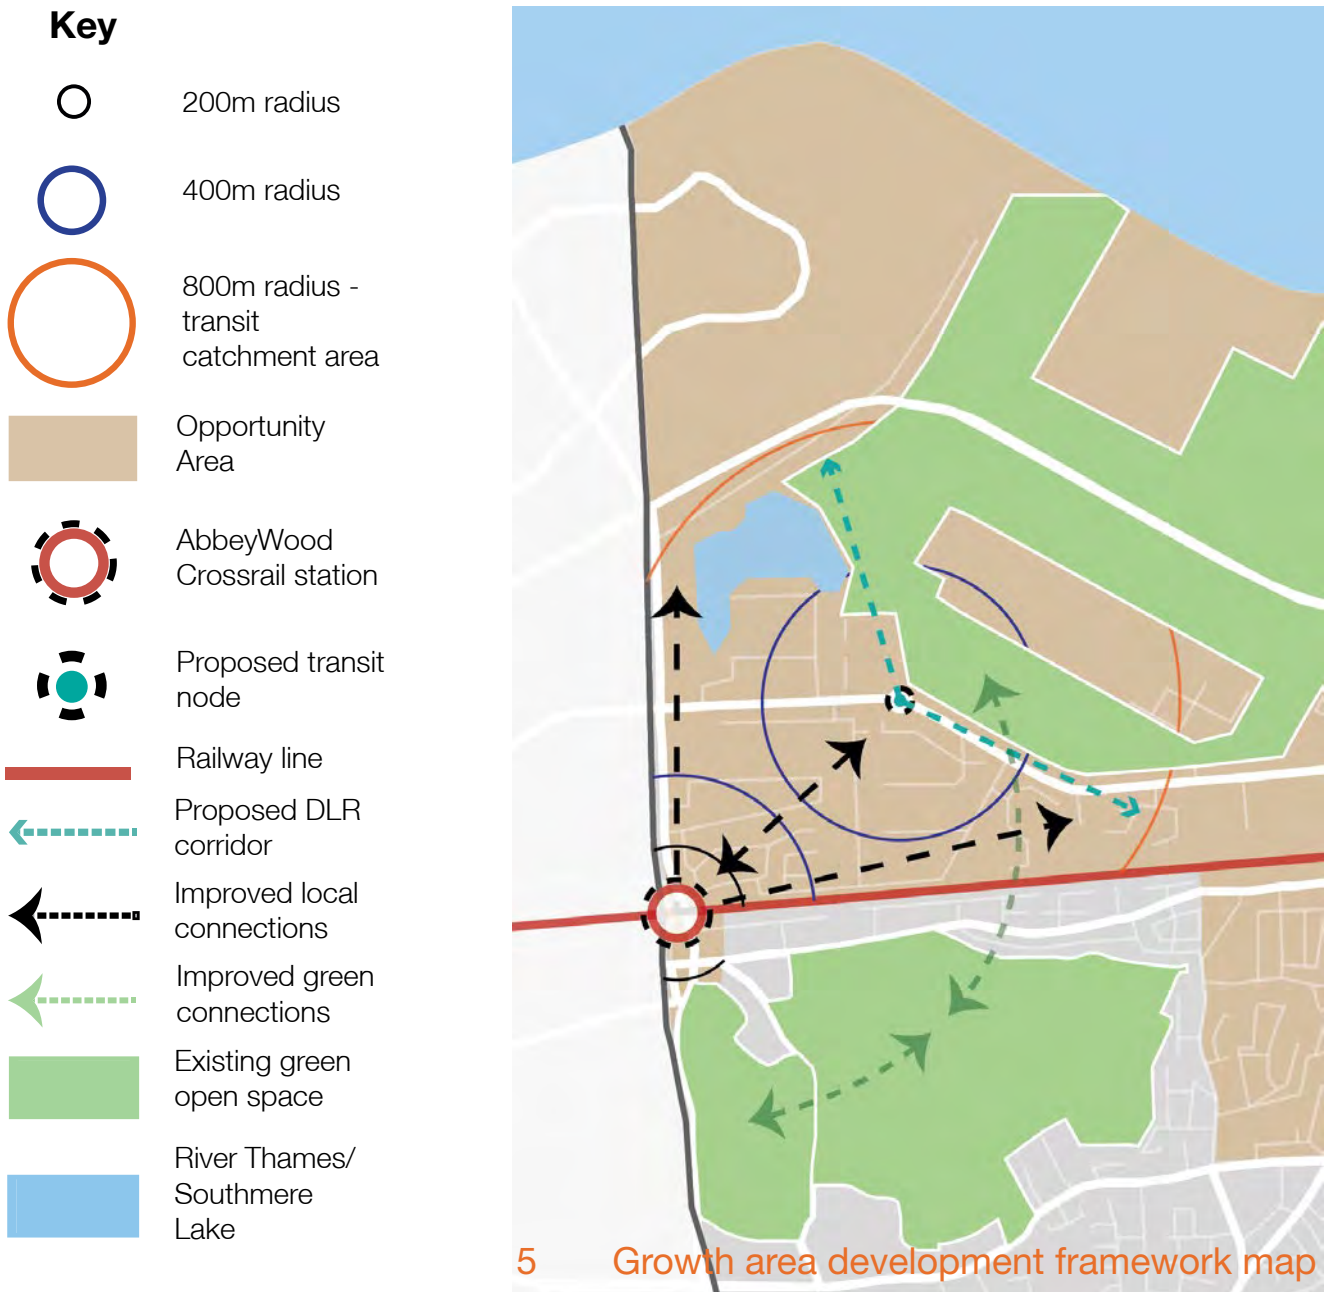 Key
200m radius
400m radius
800m radius -
transit
catchment area
Opportunity
Area
AbbeyWood
Crossrail station
Proposed transit
node
Railway line
Proposed DLR
corridor
Improved local
connections
Improved green
connections
Existing green
open space
River Thames/
Southmere
Lake
5 Growth area development framework map